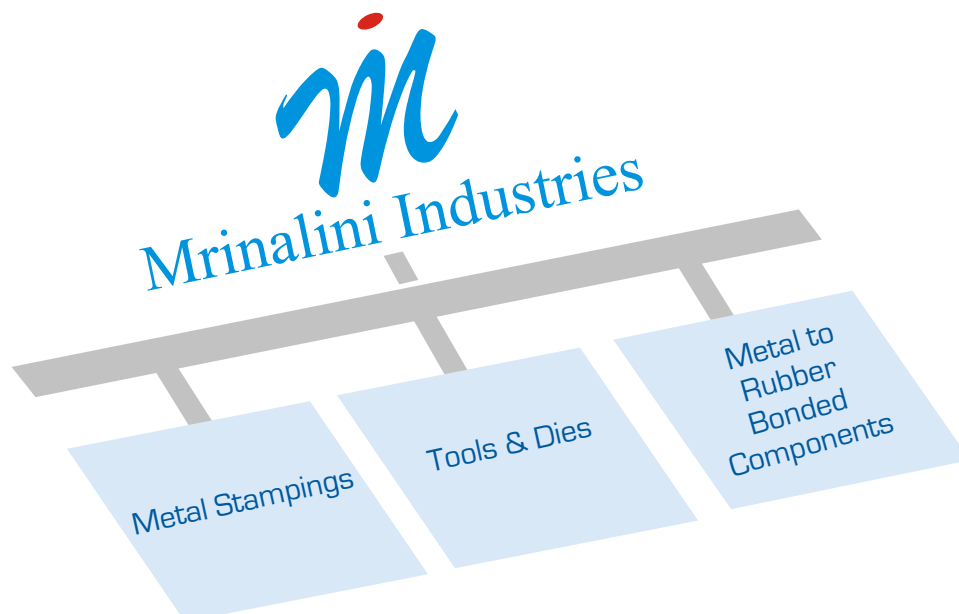 Mrinalini Industries
Metal Stampings
Tools & Dies
Metal to
Rubber
Bonded
Components